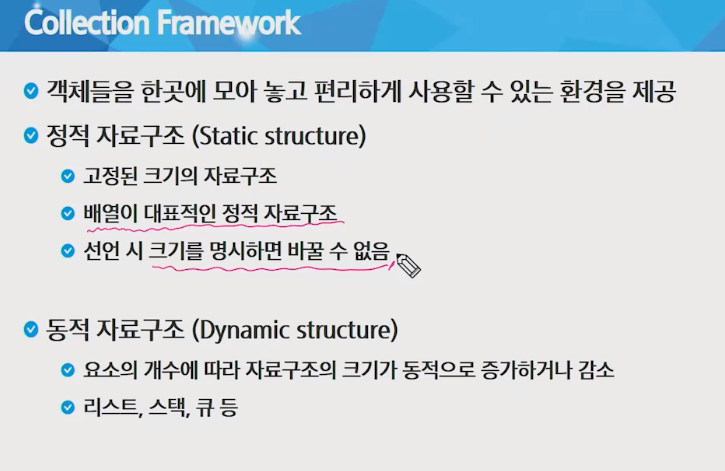 Collection Framework
객체들을 한곳에 모아 놓고 편리하게 사용할 수 있는 환경을 제공
정적 자료구조 (Static structure)
고정된 크기의 자료구조
배열이 대표적인 정적 자료구조
선언 시 크기를 명시하면 바꿀 수 없음
동적 자료구조 (Dynamic structure)
요소의 개수에 따라 자료구조의 크기가 동적으로 증가하거나 감소
리스트, 스택, 큐 등